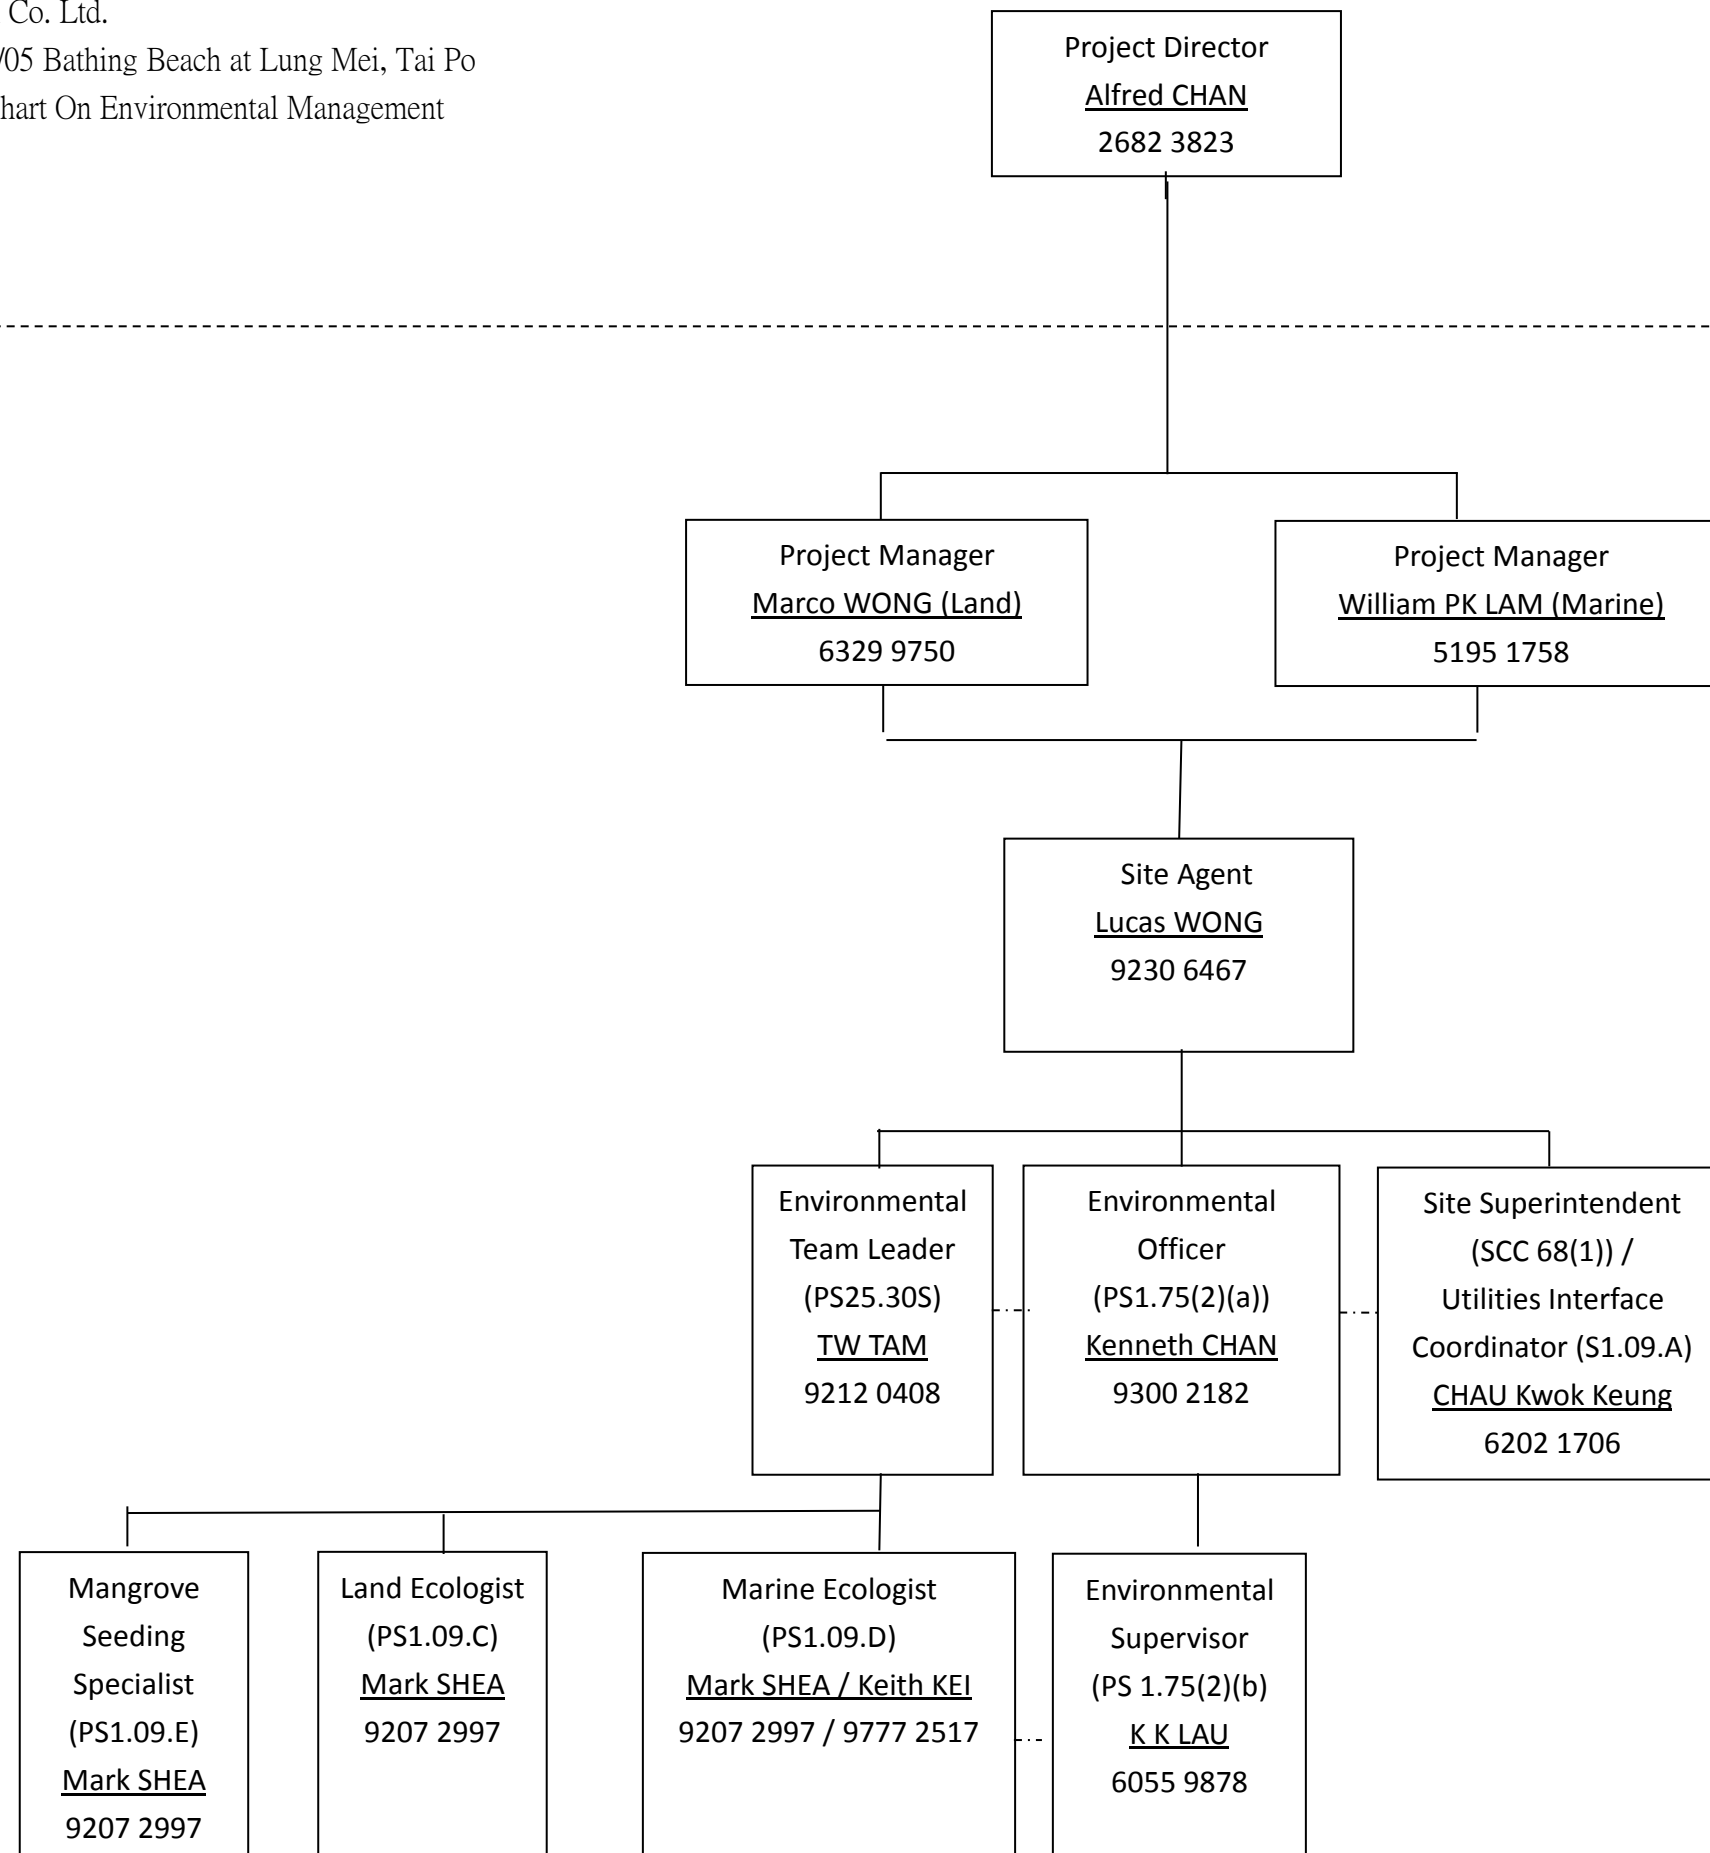 Co. Ltd.
/05 Bathing Beach at Lung Mei, Tai Po
hart On Environmental Management
Project Director
Alfred CHAN
2682 3823
Project Manager
Marco WONG (Land)
6329 9750
Project Manager
William PK LAM (Marine)
5195 1758
Site Agent
Lucas WONG
9230 6467
Environmental
Team Leader
(PS25.30S)
TW TAM
9212 0408
Environmental
Officer
(PS1.75(2)(a))
Kenneth CHAN
9300 2182
Site Superintendent
(SCC 68(1)) /
Utilities Interface
Coordinator (S1.09.A)
CHAU Kwok Keung
6202 1706
Mangrove
Seeding
Specialist
(PS1.09.E)
Mark SHEA
9207 2997
Land Ecologist
(PS1.09.C)
Mark SHEA
9207 2997
Marine Ecologist
(PS1.09.D)
Mark SHEA / Keith KEI
9207 2997 / 9777 2517
Environmental
Supervisor
(PS 1.75(2)(b)
K K LAU
6055 9878